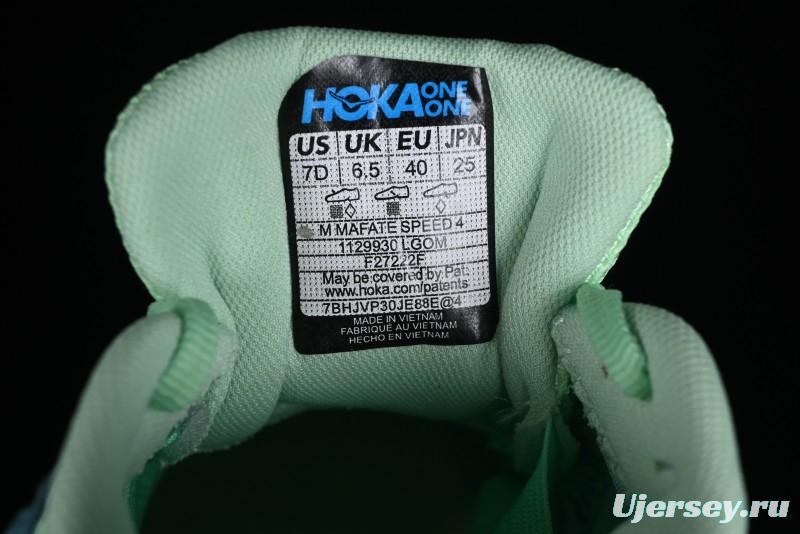 HOKA ONE ONE
US UK EU JPN
7D 6.5 40 25
M MAFATE SPEED 4
1129930 LGOM
F27222F
May be covered by Pat:
www.hoka.com/patents
7BHJVP30JE88E@4
MADE IN VIETNAM
FABRIQUÉ AU VIETNAM
HECHO EN VIETNAM
Ujersey.ru